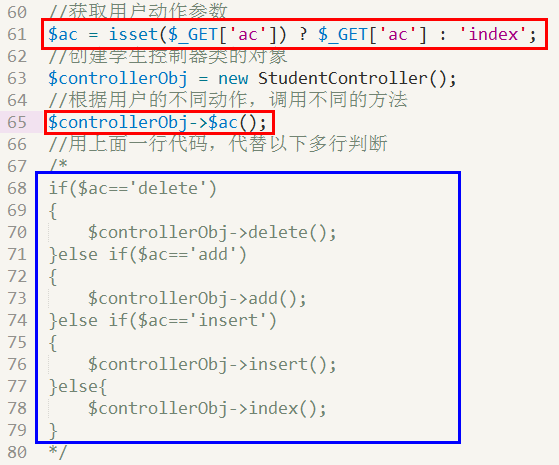 60 //获取用户动作参数
61 $ac = isset($_GET['ac']) ? $_GET['ac'] : 'index';
62 //创建学生控制器类的对象
63 $controllerObj = new StudentController();
64 //根据用户的不同动作，调用不同的方法
65 $controllerObj->$ac();
66 //用上面一行代码，代替以下多行判断
67 /*
68 if($ac=='delete')
69 {
70     $controllerObj->delete();
71 }else if($ac=='add')
72 {
73     $controllerObj->add();
74 }else if($ac=='insert')
75 {
76     $controllerObj->insert();
77 }else{
78     $controllerObj->index();
79 }
80 */